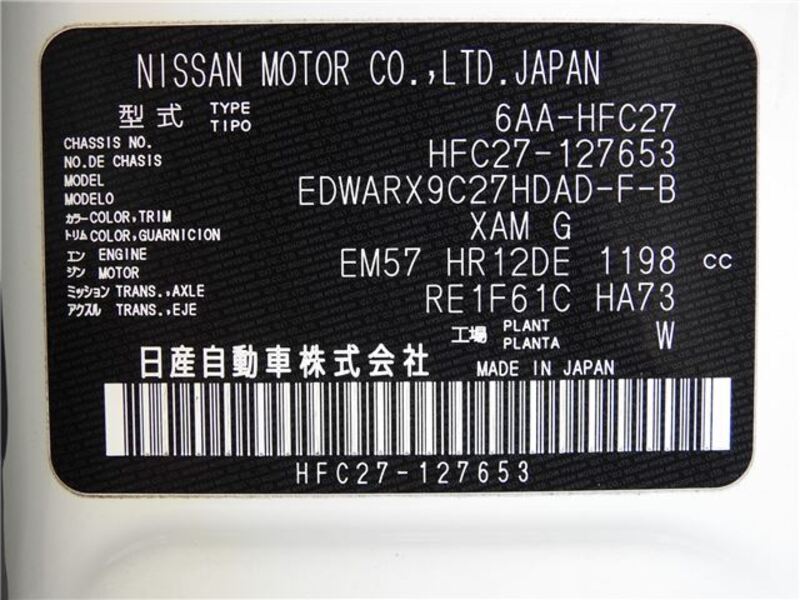 NISSAN MOTOR CO.,LTD.JAPAN
型式 TYPE TIPO 6AA-HFC27
CHASSIS NO. NO.DE CHASIS HFC27-127653
MODEL MODELO EDWARX9C27HDAD-F-B
カラー COLOR,TRIM XAM G
トリム COLOR,GUARNICION
エンジン ENGINE MOTOR EM57 HR12DE 1198 cc
ミッション TRANS.,AXLE RE1F61C HA73
アクスル TRANS.,EJE
工場 PLANT PLANTA W
日産自動車株式会社 MADE IN JAPAN
HFC27-127653